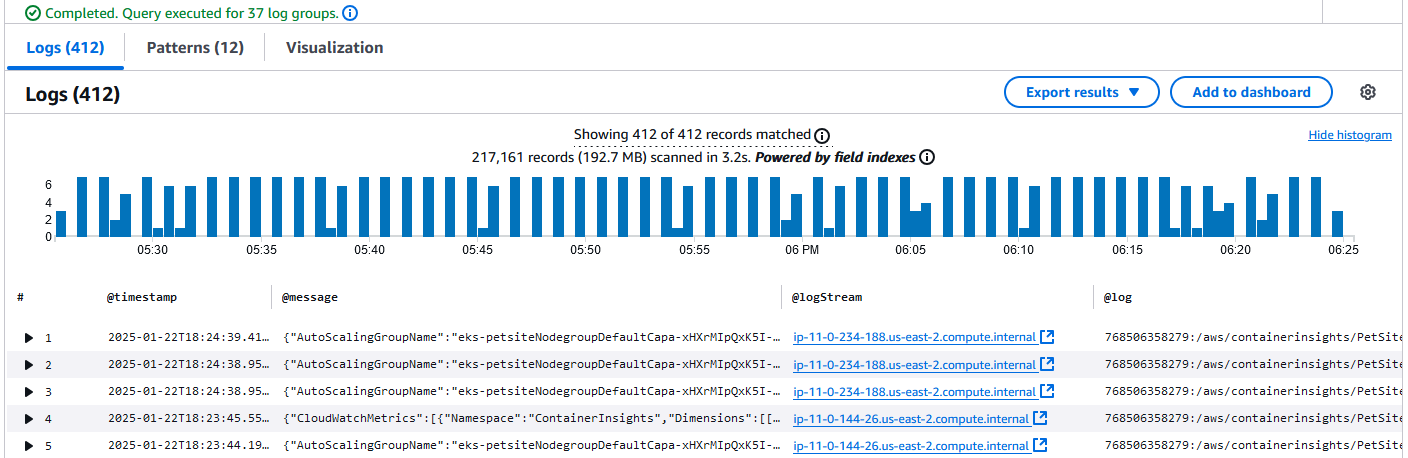 Completed. Query executed for 37 log groups.
Logs (412) Patterns (12) Visualization
Logs (412) Export results Add to dashboard
Showing 412 of 412 records matched Hide histogram
217,161 records (192.7 MB) scanned in 3.2s. Powered by field indexes
6
4
2
0
05:30 05:35 05:40 05:45 05:50 05:55 06 PM 06:05 06:10 06:15 06:20 06:25
# @timestamp @message @logStream @log
1 2025-01-22T18:24:39.41… {"AutoScalingGroupName":"eks-petsiteNodegroupDefaultCapa-xHXrMIpQxK5I-… ip-11-0-234-188.us-east-2.compute.internal 768506358279:/aws/containerinsights/PetSite
2 2025-01-22T18:24:38.95… {"AutoScalingGroupName":"eks-petsiteNodegroupDefaultCapa-xHXrMIpQxK5I-… ip-11-0-234-188.us-east-2.compute.internal 768506358279:/aws/containerinsights/PetSite
3 2025-01-22T18:24:38.95… {"AutoScalingGroupName":"eks-petsiteNodegroupDefaultCapa-xHXrMIpQxK5I-… ip-11-0-234-188.us-east-2.compute.internal 768506358279:/aws/containerinsights/PetSite
4 2025-01-22T18:23:45.55… {"CloudWatchMetrics":[{"Namespace":"ContainerInsights","Dimensions":[[… ip-11-0-144-26.us-east-2.compute.internal 768506358279:/aws/containerinsights/PetSite
5 2025-01-22T18:23:44.19… {"AutoScalingGroupName":"eks-petsiteNodegroupDefaultCapa-xHXrMIpQxK5I-… ip-11-0-144-26.us-east-2.compute.internal 768506358279:/aws/containerinsights/PetSite